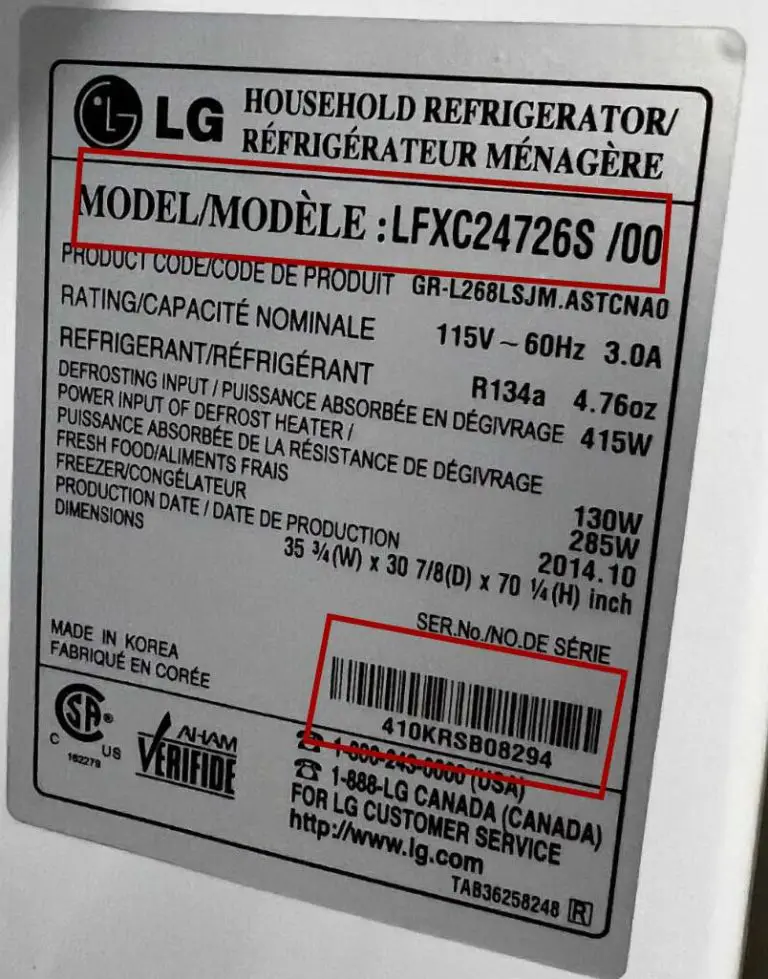 LG HOUSEHOLD REFRIGERATOR/
RÉFRIGÉRATEUR MÉNAGÈRE
MODEL/MODÈLE : LFXC24726S /00
PRODUCT CODE/CODE DE PRODUIT GR-L268LSJM.ASTCNA0
RATING/CAPACITÉ NOMINALE 115V ~ 60Hz 3.0A
REFRIGERANT/RÉFRIGÉRANT R134a 4.76oz
DEFROSTING INPUT / PUISSANCE ABSORBÉE EN DÉGIVRAGE 415W
POWER INPUT OF DEFROST HEATER /
PUISSANCE ABSORBÉE DE LA RÉSISTANCE DE DÉGIVRAGE
FRESH FOOD/ALIMENTS FRAIS 130W
FREEZER/CONGÉLATEUR 285W
PRODUCTION DATE / DATE DE PRODUCTION 2014.10
DIMENSIONS 35 ¾(W) x 30 7/8(D) x 70 ¼(H) inch
SER.No./NO.DE SÉRIE
MADE IN KOREA
FABRIQUÉ EN CORÉE
410KRSB08294
SA®
C US
162279
AHAM
VERIFIDE
(USA)
1-888-LG CANADA (CANADA)
FOR LG CUSTOMER SERVICE
http://www.lg.com
TAB36258248 R